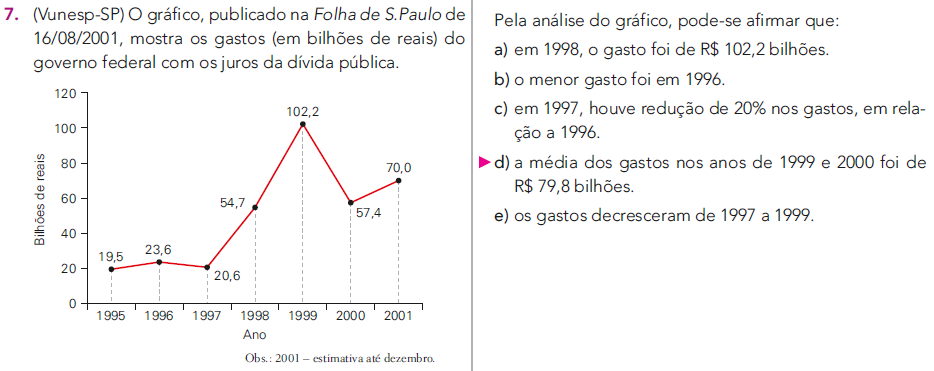 7. (Vunesp-SP) O gráfico, publicado na Folha de S.Paulo de
16/08/2001, mostra os gastos (em bilhões de reais) do
governo federal com os juros da dívida pública.
120
100
80
60
40
20
0
Bilhões de reais
19,5
23,6
20,6
54,7
102,2
57,4
70,0
1995 1996 1997 1998 1999 2000 2001
Ano
Obs.: 2001 – estimativa até dezembro.
Pela análise do gráfico, pode-se afirmar que:
a) em 1998, o gasto foi de R$ 102,2 bilhões.
b) o menor gasto foi em 1996.
c) em 1997, houve redução de 20% nos gastos, em rela-
ção a 1996.
d) a média dos gastos nos anos de 1999 e 2000 foi de
R$ 79,8 bilhões.
e) os gastos decresceram de 1997 a 1999.